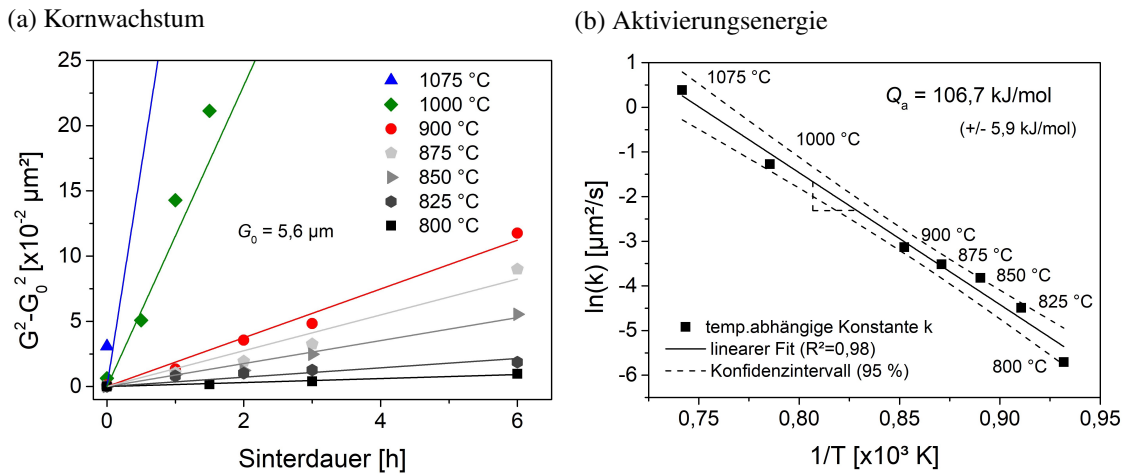 (a) Kornwachstum
G²-G₀² [x10⁻² µm²]
25
20
15
10
5
0
0
2
4
6
Sinterdauer [h]
1075 °C
1000 °C
900 °C
875 °C
850 °C
825 °C
800 °C
G₀ = 5,6 µm
(b) Aktivierungsenergie
ln(k) [µm²/s]
1
0
-1
-2
-3
-4
-5
-6
0,75
0,80
0,85
0,90
0,95
1/T [x10³ K]
1075 °C
1000 °C
900 °C
875 °C
850 °C
825 °C
800 °C
Qₐ = 106,7 kJ/mol
(+/- 5,9 kJ/mol)
temp.abhängige Konstante k
linearer Fit (R²=0,98)
Konfidenzintervall (95 %)